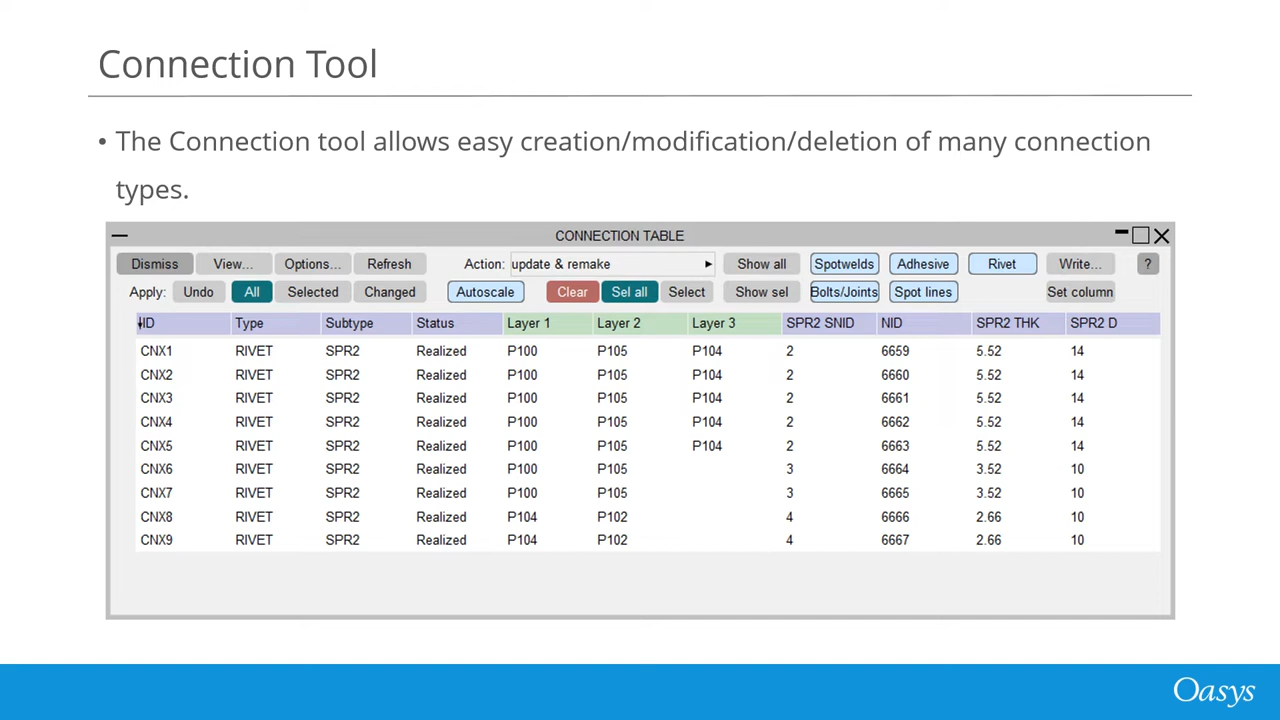 Connection Tool
• The Connection tool allows easy creation/modification/deletion of many connection
types.
CONNECTION TABLE
Dismiss View... Options... Refresh Action: update & remake Show all Spotwelds Adhesive Rivet Write... ?
Apply: Undo All Selected Changed Autoscale Clear Sel all Select Show sel Bolts/Joints Spot lines Set column
ID Type Subtype Status Layer 1 Layer 2 Layer 3 SPR2 SNID NID SPR2 THK SPR2 D
CNX1 RIVET SPR2 Realized P100 P105 P104 2 6659 5.52 14
CNX2 RIVET SPR2 Realized P100 P105 P104 2 6660 5.52 14
CNX3 RIVET SPR2 Realized P100 P105 P104 2 6661 5.52 14
CNX4 RIVET SPR2 Realized P100 P105 P104 2 6662 5.52 14
CNX5 RIVET SPR2 Realized P100 P105 P104 2 6663 5.52 14
CNX6 RIVET SPR2 Realized P100 P105 3 6664 3.52 10
CNX7 RIVET SPR2 Realized P100 P105 3 6665 3.52 10
CNX8 RIVET SPR2 Realized P104 P102 4 6666 2.66 10
CNX9 RIVET SPR2 Realized P104 P102 4 6667 2.66 10
Oasys